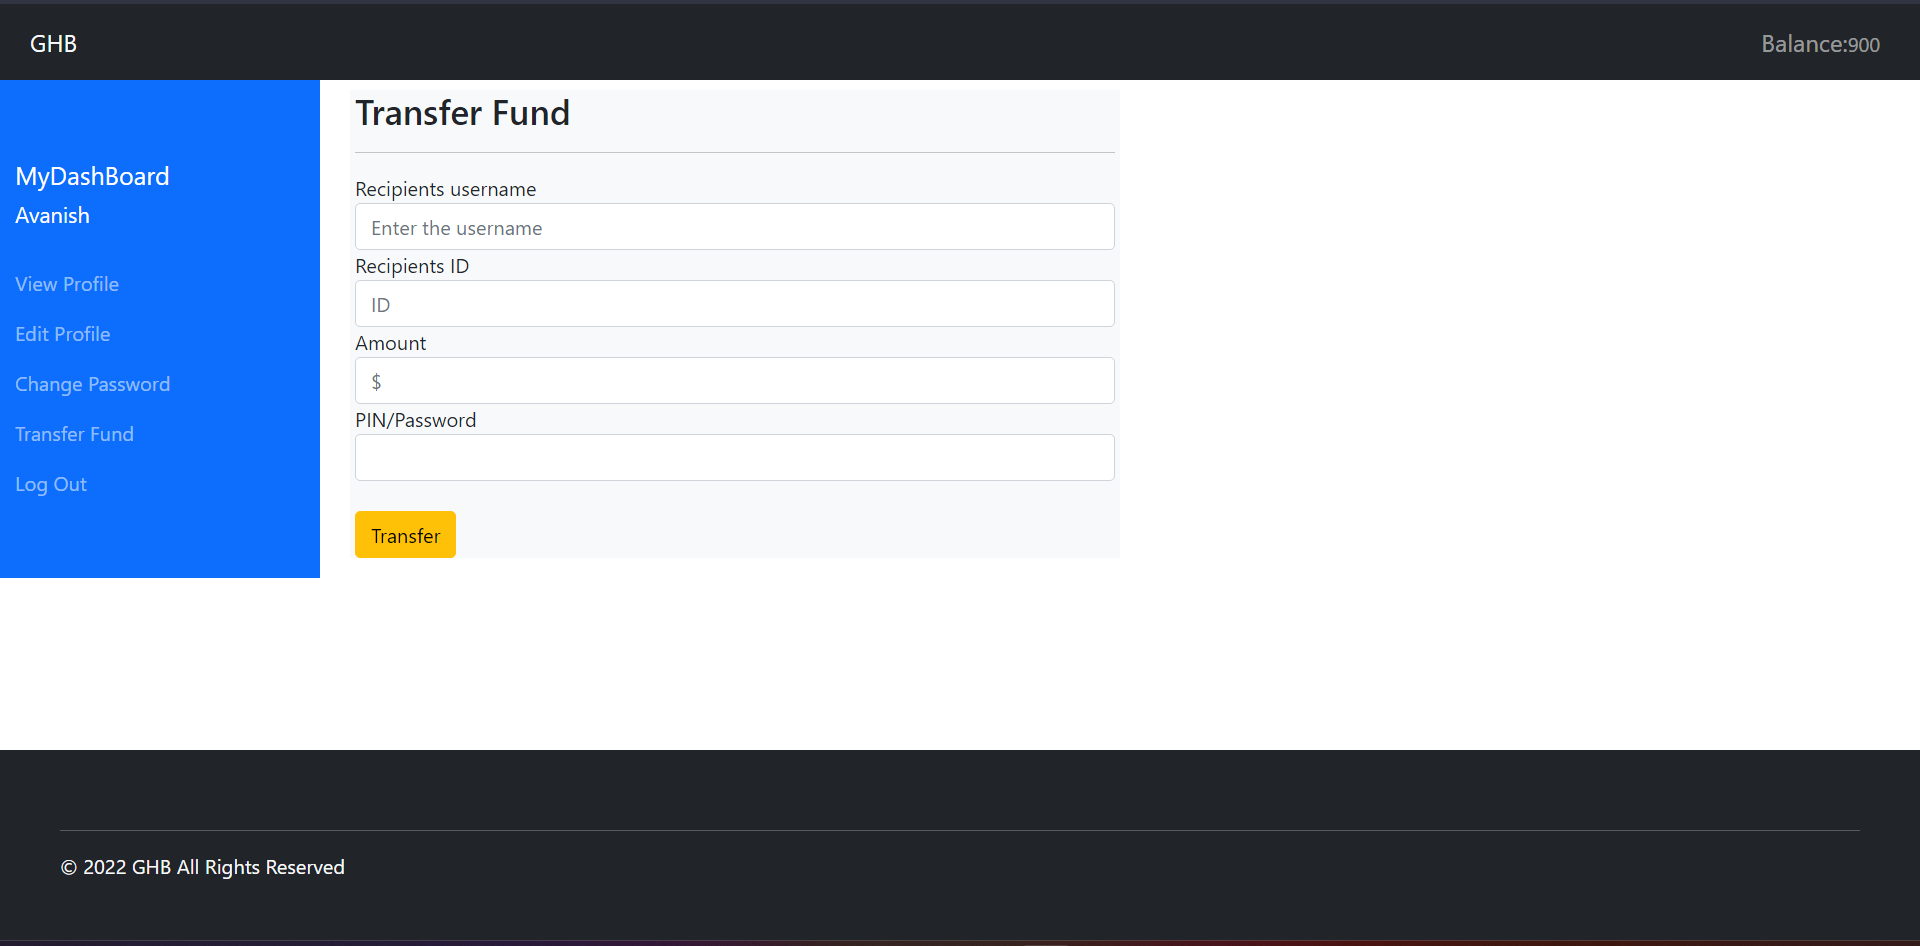 GHB
Balance:900
MyDashBoard
Avanish
View Profile
Edit Profile
Change Password
Transfer Fund
Log Out
Transfer Fund
Recipients username
Enter the username
Recipients ID
ID
Amount
$
PIN/Password
Transfer
© 2022 GHB All Rights Reserved